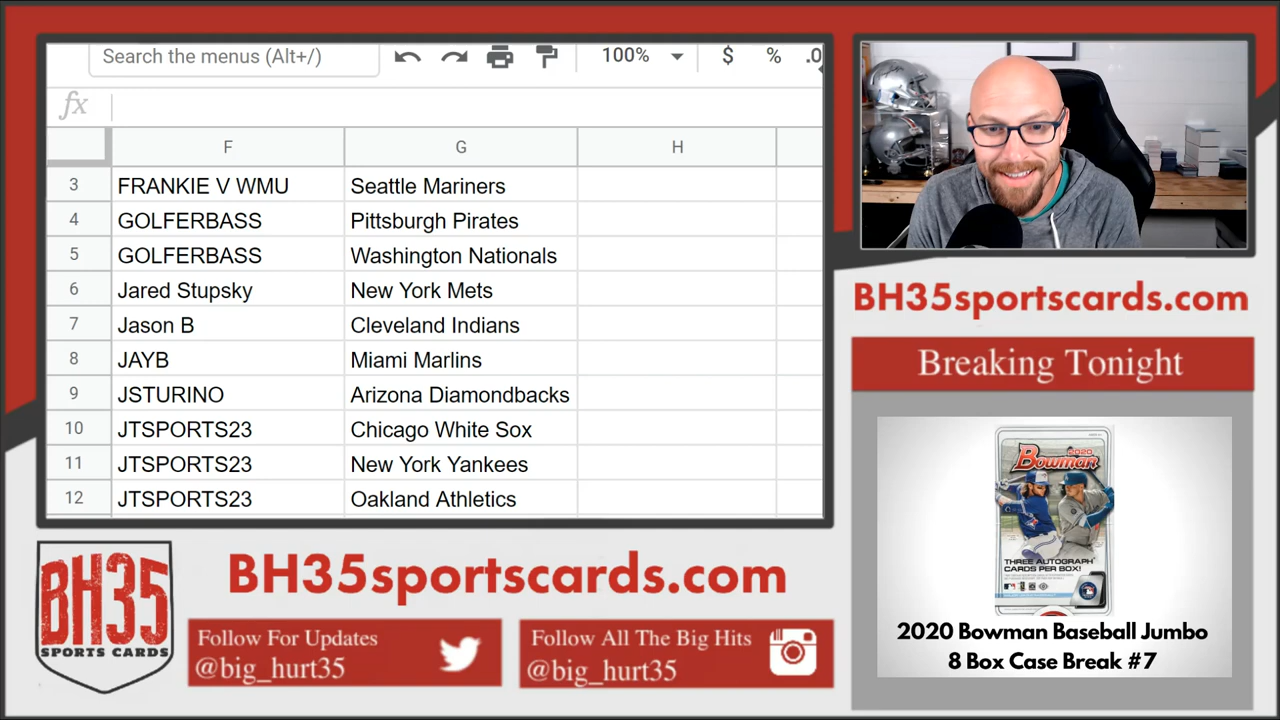 Search the menus (Alt+/)
100%
$
%
.0
fx
F
G
H
3 FRANKIE V WMU Seattle Mariners
4 GOLFERBASS Pittsburgh Pirates
5 GOLFERBASS Washington Nationals
6 Jared Stupsky New York Mets
7 Jason B Cleveland Indians
8 JAYB Miami Marlins
9 JSTURINO Arizona Diamondbacks
10 JTSPORTS23 Chicago White Sox
11 JTSPORTS23 New York Yankees
12 JTSPORTS23 Oakland Athletics
BH35sportscards.com
Breaking Tonight
2020
Bowman
THREE AUTOGRAPH
CARDS PER BOX!
2020 Bowman Baseball Jumbo
8 Box Case Break #7
BH35
SPORTS CARDS
BH35sportscards.com
Follow For Updates
@big_hurt35
Follow All The Big Hits
@big_hurt35